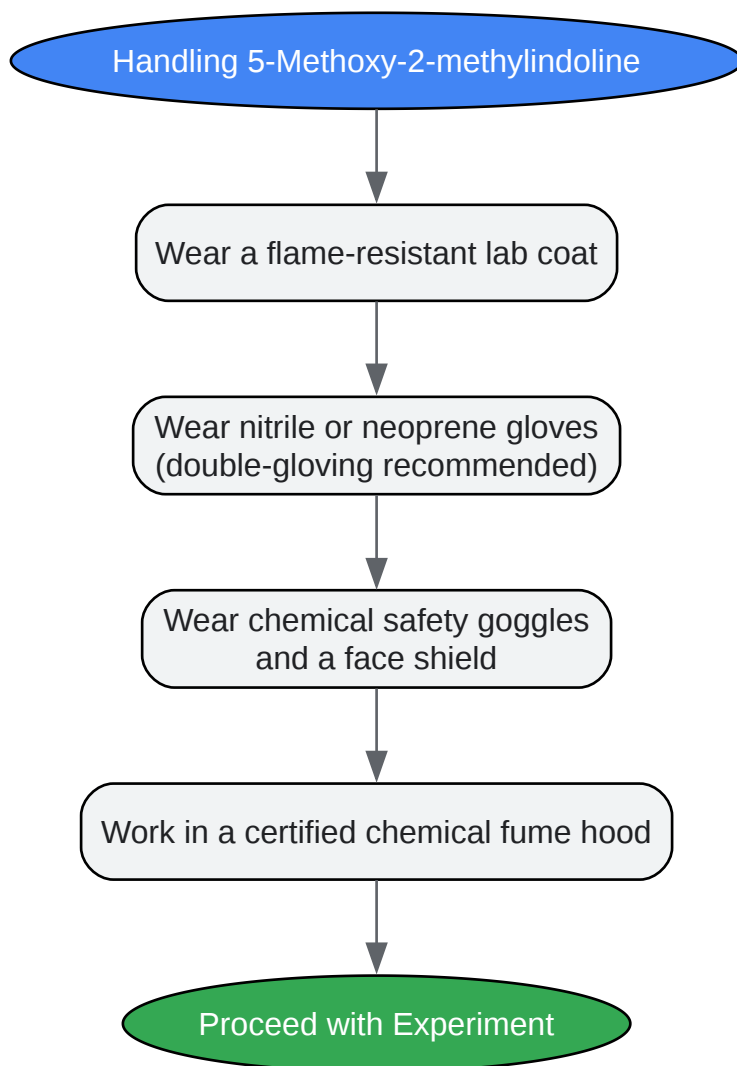 Handling 5-Methoxy-2-methylindoline
Wear a flame-resistant lab coat
Wear nitrile or neoprene gloves
(double-gloving recommended)
Wear chemical safety goggles
and a face shield
Work in a certified chemical fume hood
Proceed with Experiment